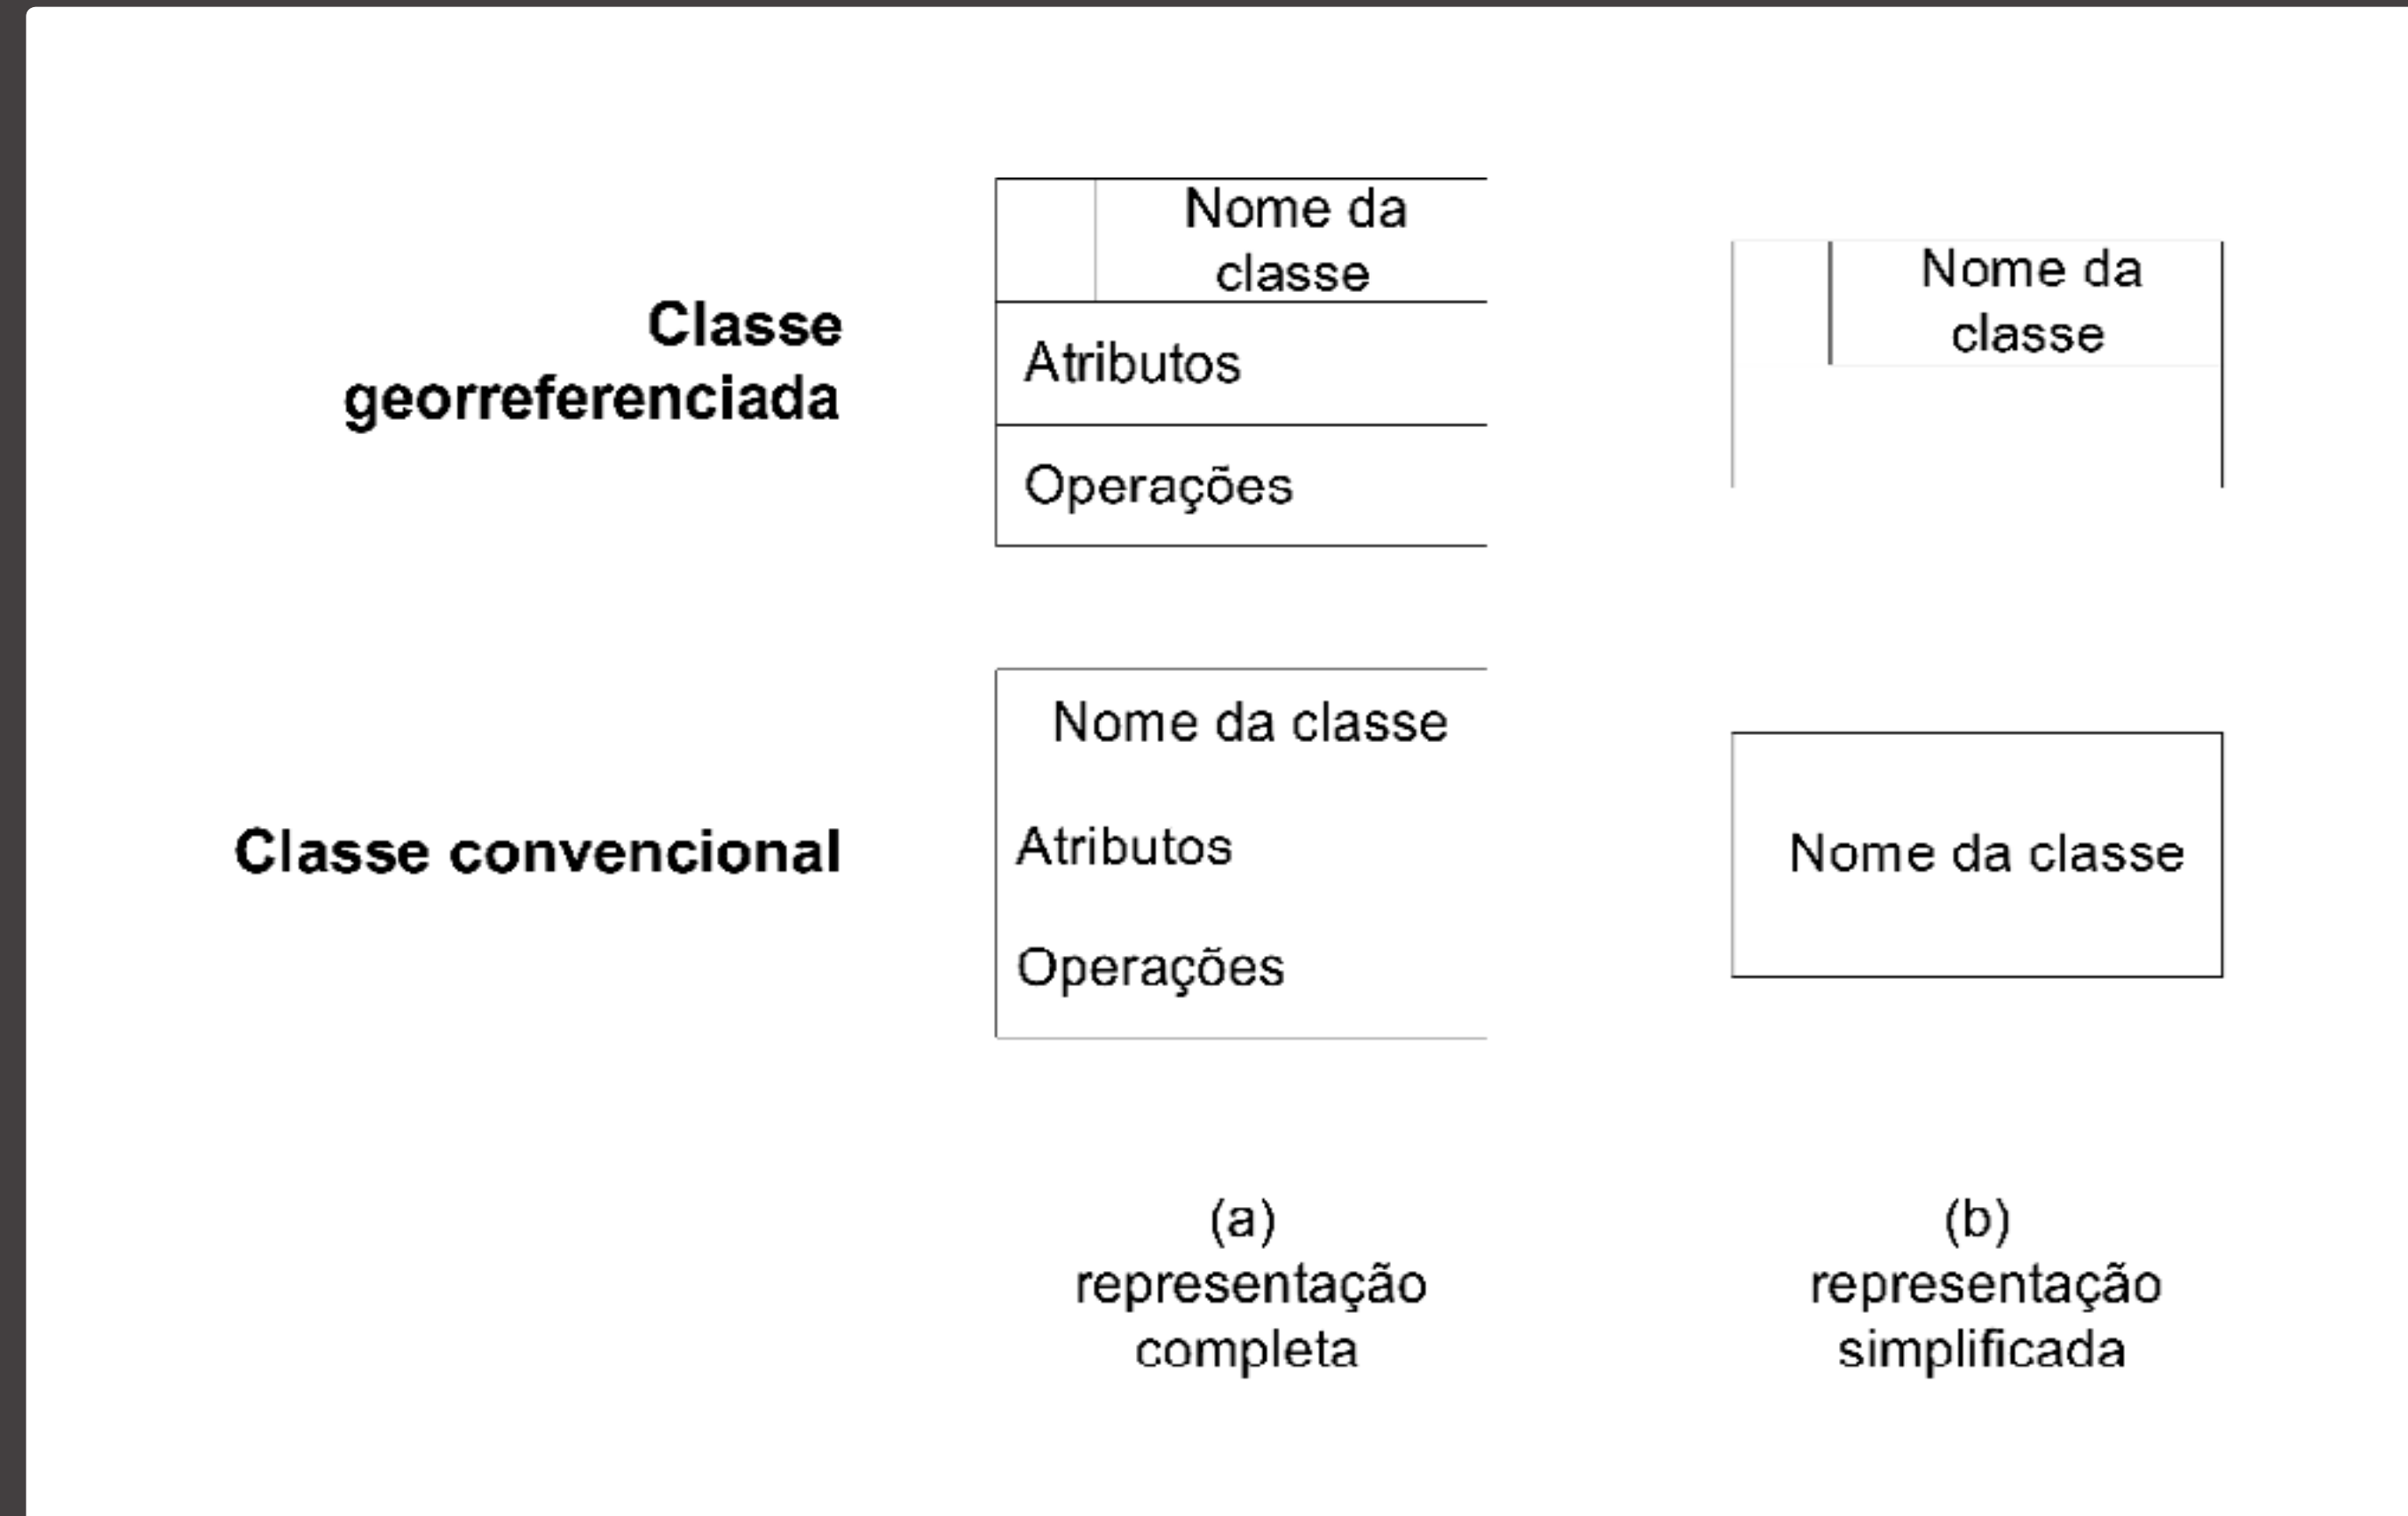 Classe
georreferenciada
Nome da
classe
Atributos
Operações
Nome da
classe
Classe convencional
Nome da classe
Atributos
Operações
Nome da classe
(a)
representação
completa
(b)
representação
simplificada